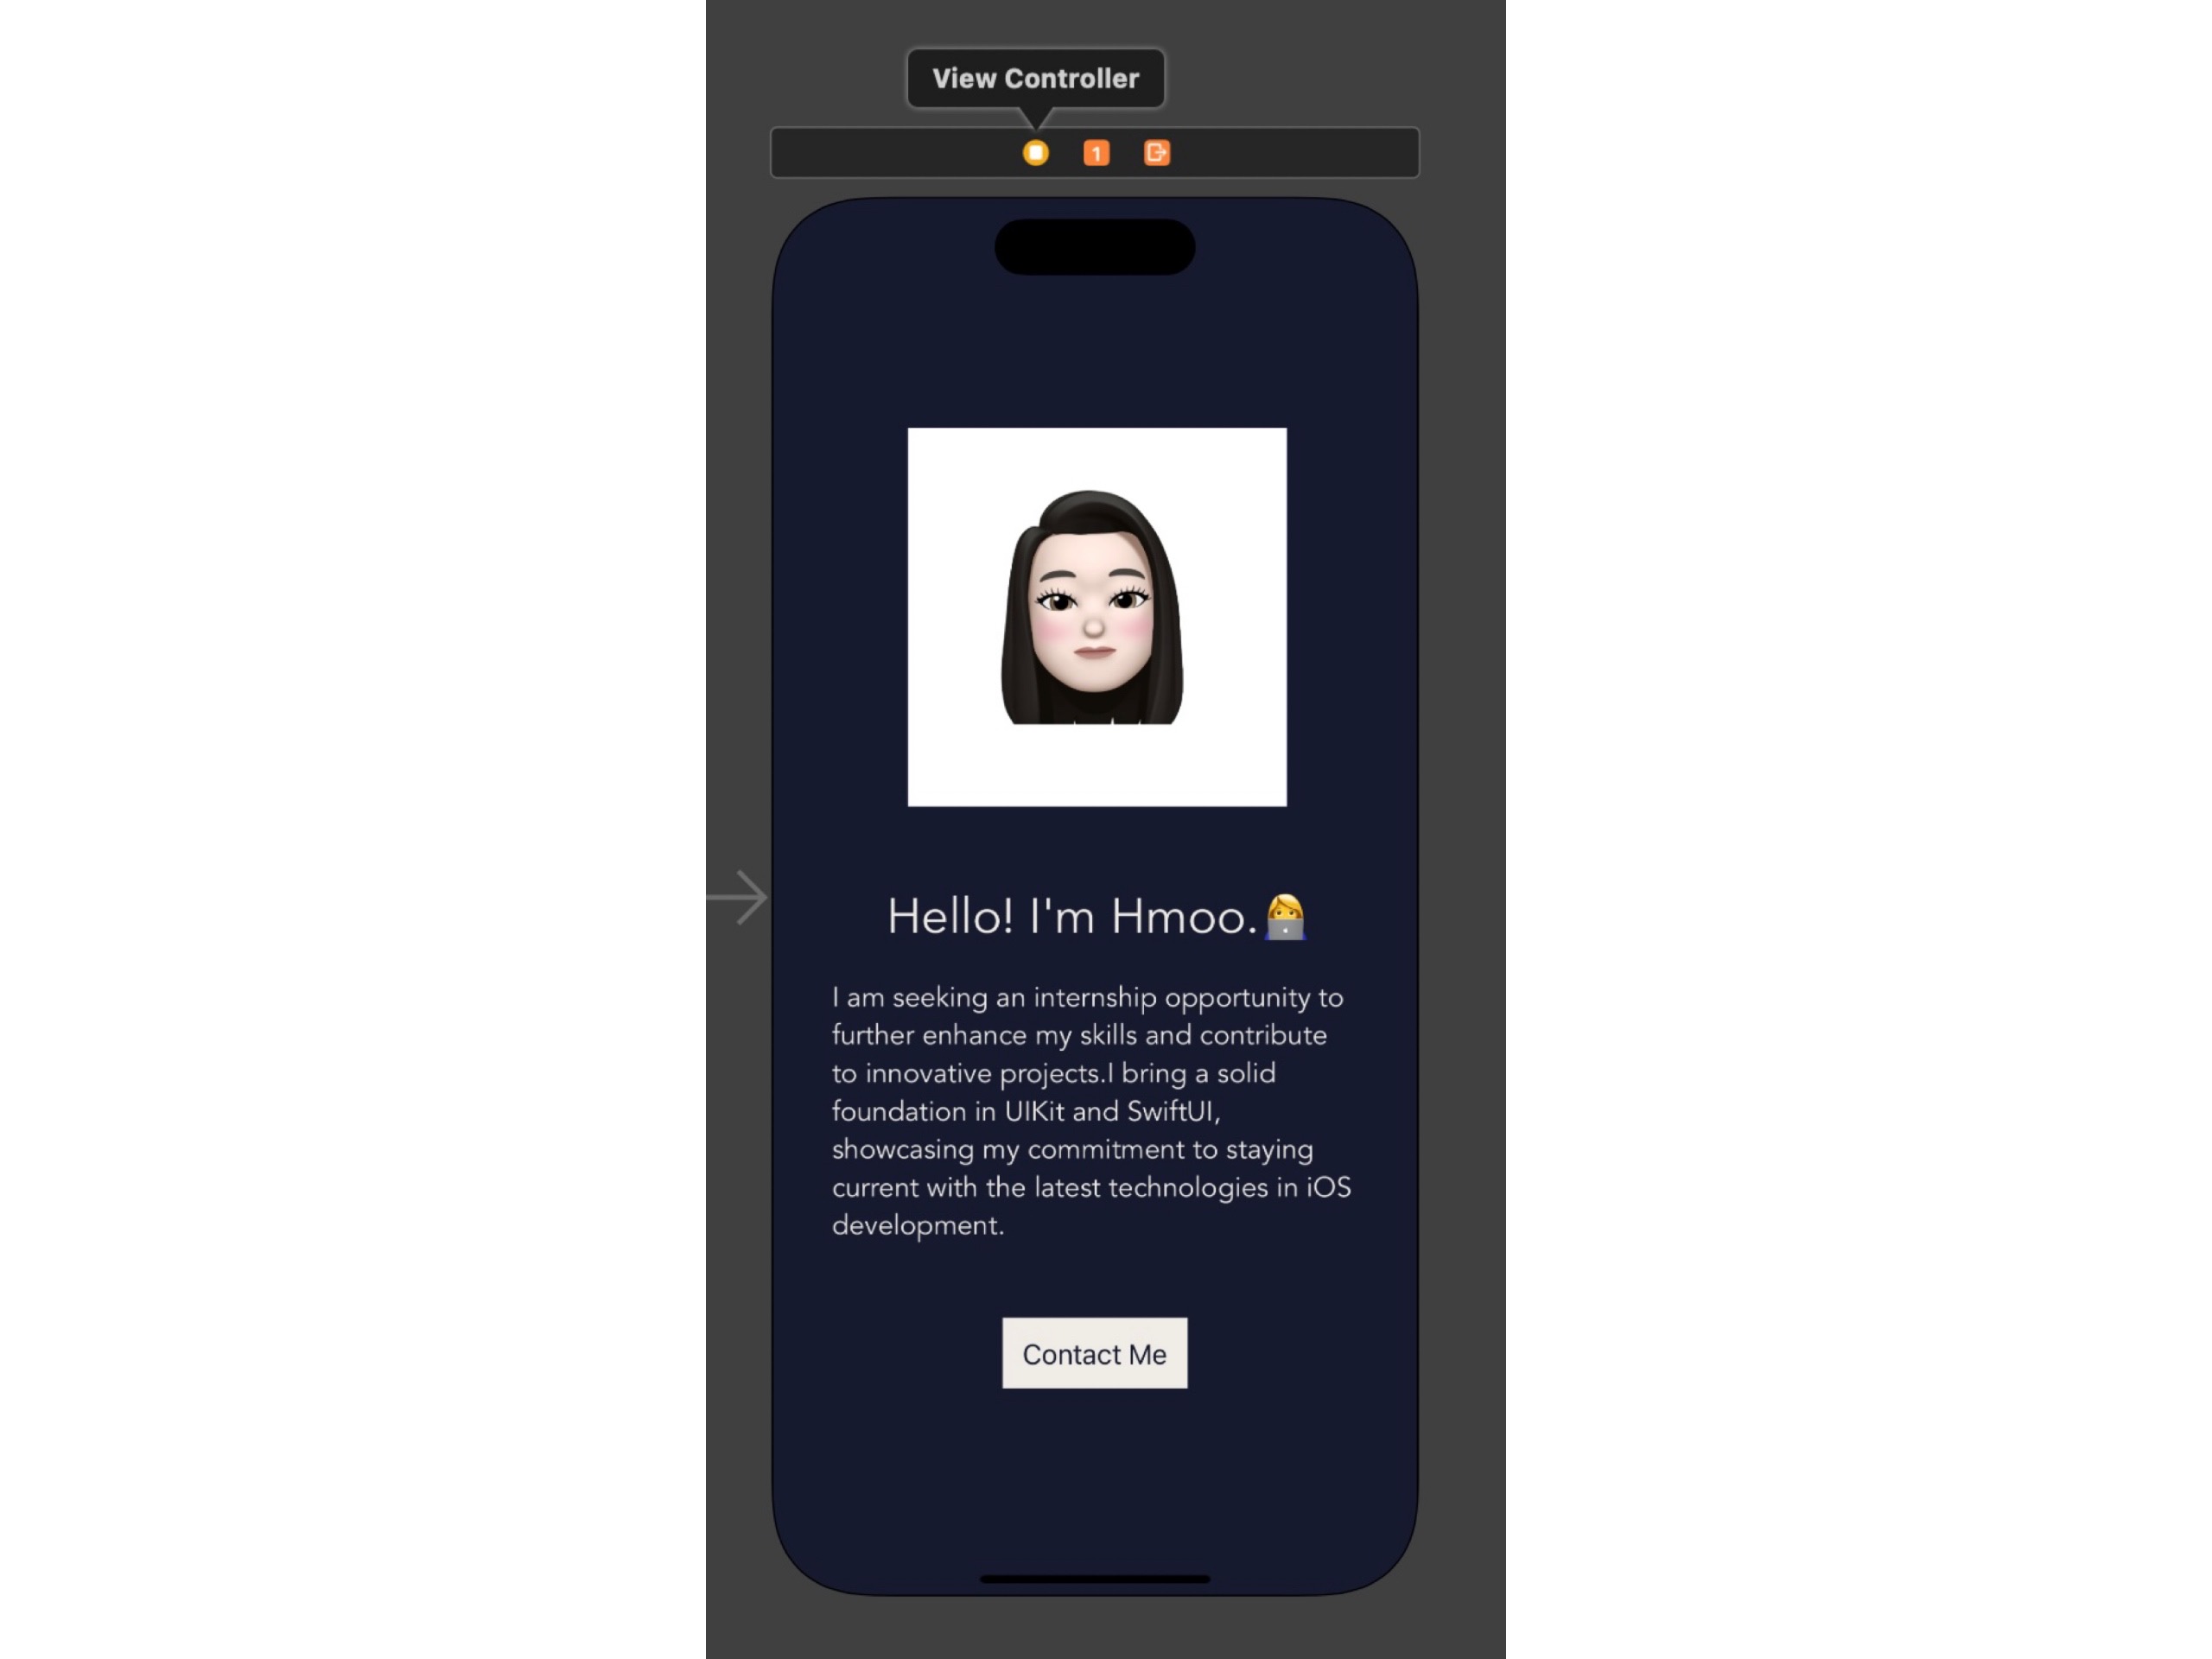 View Controller
1
Hello! I'm Hmoo.👩‍💻
I am seeking an internship opportunity to
further enhance my skills and contribute
to innovative projects.I bring a solid
foundation in UIKit and SwiftUI,
showcasing my commitment to staying
current with the latest technologies in iOS
development.
Contact Me